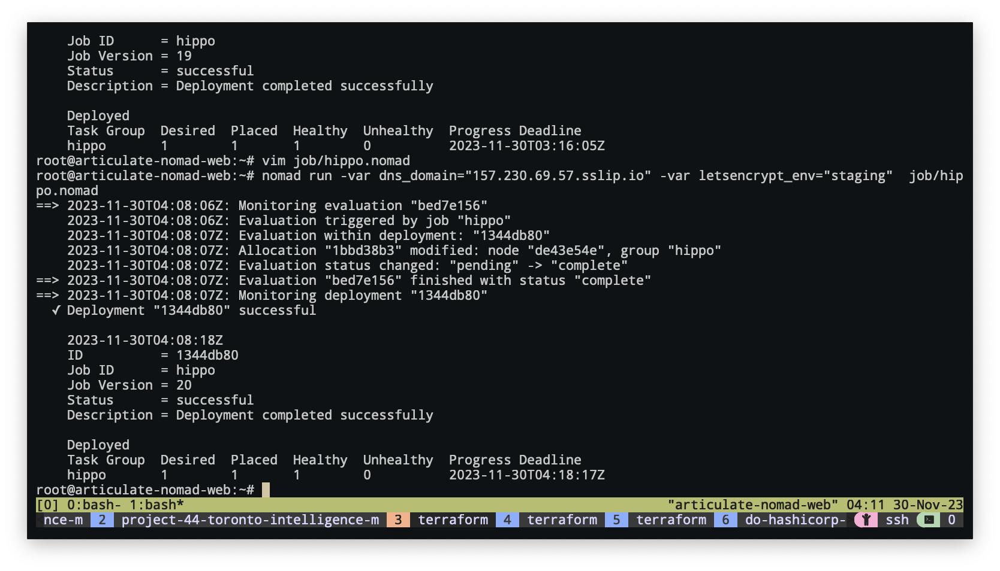 Job ID      = hippo
Job Version = 19
Status      = successful
Description = Deployment completed successfully
Deployed
Task Group  Desired  Placed  Healthy  Unhealthy  Progress Deadline
hippo       1        1       1        0          2023-11-30T03:16:05Z
root@articulate-nomad-web:~# vim job/hippo.nomad
root@articulate-nomad-web:~# nomad run -var dns_domain="157.230.69.57.sslip.io" -var letsencrypt_env="staging"  job/hip
po.nomad
==> 2023-11-30T04:08:06Z: Monitoring evaluation "bed7e156"
    2023-11-30T04:08:06Z: Evaluation triggered by job "hippo"
    2023-11-30T04:08:07Z: Evaluation within deployment: "1344db80"
    2023-11-30T04:08:07Z: Allocation "1bbd38b3" modified: node "de43e54e", group "hippo"
    2023-11-30T04:08:07Z: Evaluation status changed: "pending" -> "complete"
==> 2023-11-30T04:08:07Z: Evaluation "bed7e156" finished with status "complete"
==> 2023-11-30T04:08:07Z: Monitoring deployment "1344db80"
  ✓ Deployment "1344db80" successful
    2023-11-30T04:08:18Z
    ID          = 1344db80
    Job ID      = hippo
    Job Version = 20
    Status      = successful
    Description = Deployment completed successfully
    Deployed
    Task Group  Desired  Placed  Healthy  Unhealthy  Progress Deadline
    hippo       1        1       1        0          2023-11-30T04:18:17Z
root@articulate-nomad-web:~#
[0] 0:bash- 1:bash* "articulate-nomad-web" 04:11 30-Nov-23
nce-m 2 project-44-toronto-intelligence-m 3 terraform 4 terraform 5 terraform 6 do-hashicorp- ssh 0